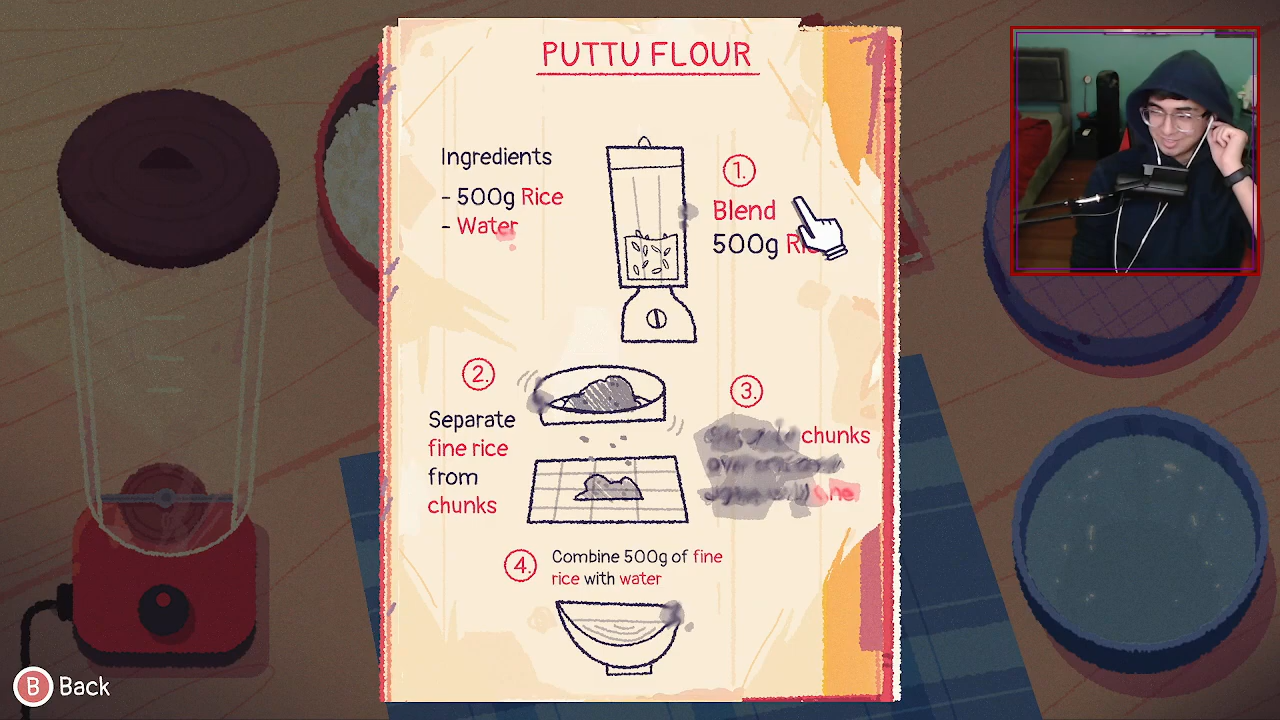 PUTTU FLOUR
Ingredients
- 500g Rice
- Water
1.
Blend
500g
2.
Separate
fine rice
from
chunks
3.
chunks
4.
Combine 500g of fine
rice with water
B Back